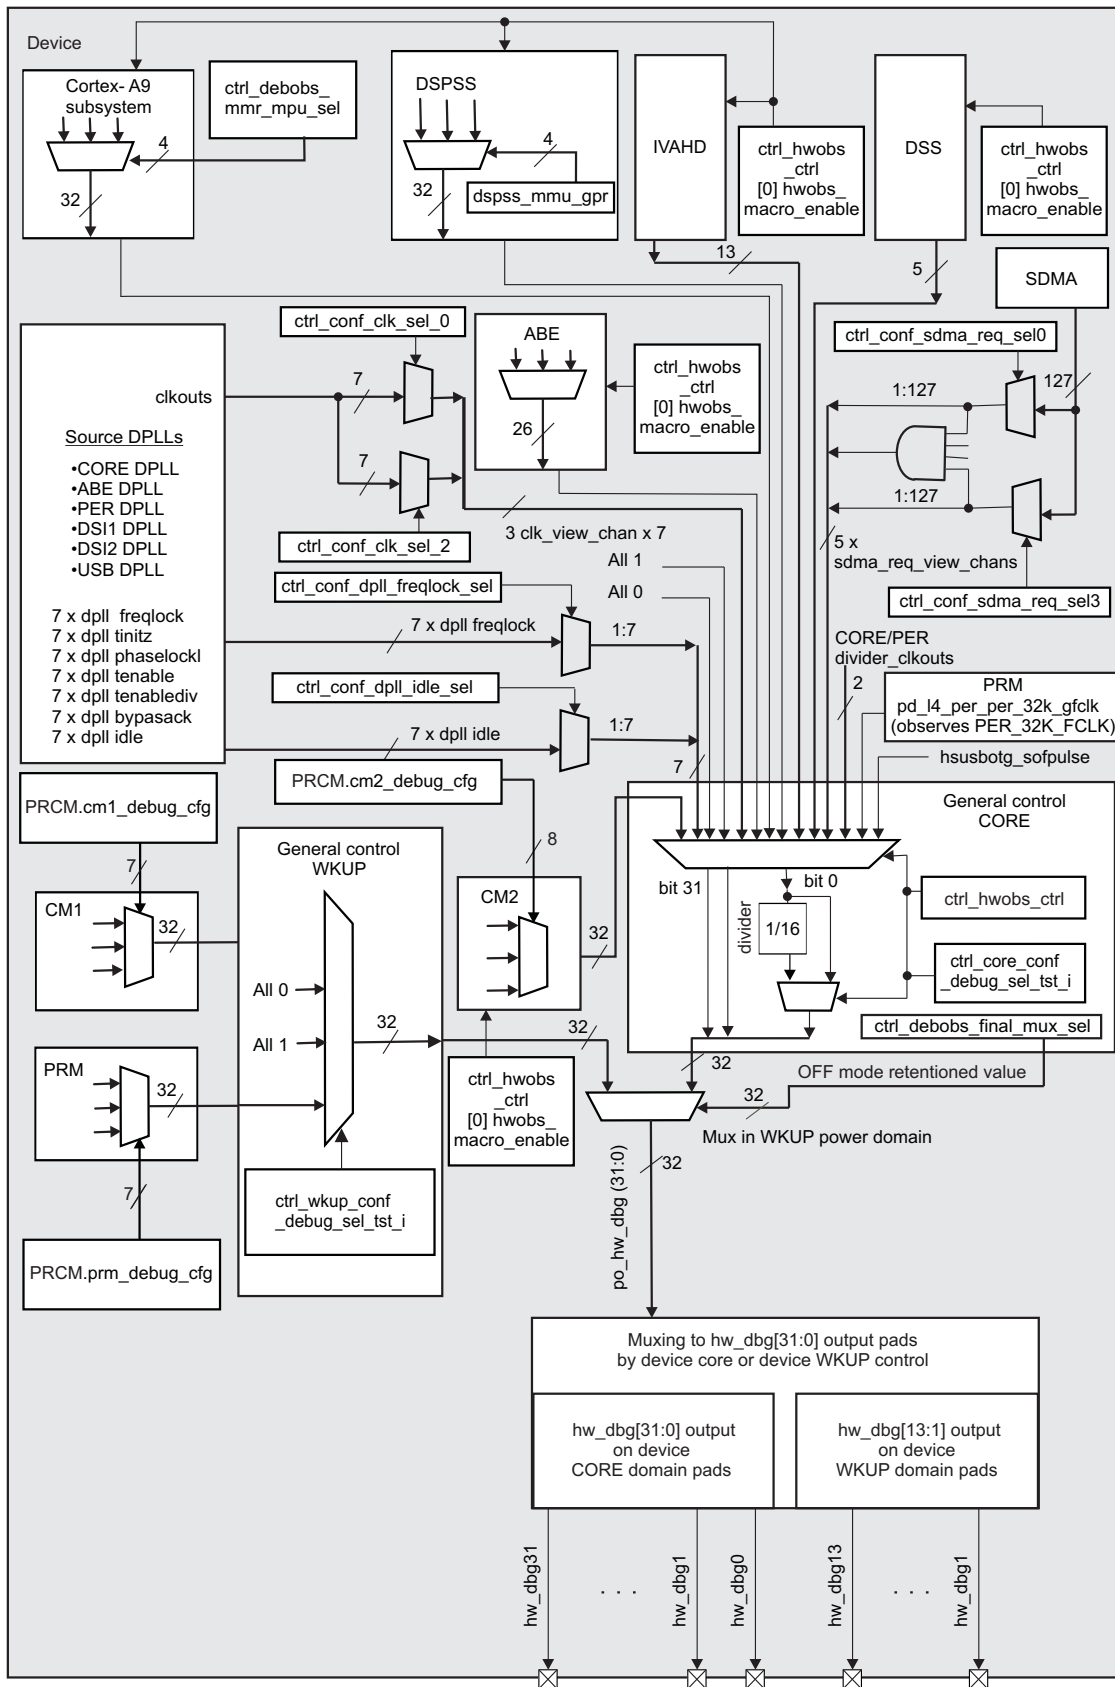 Device
Cortex- A9
subsystem
4
32
ctrl_debobs_
mmr_mpu_sel
DSPSS
4
32
dspss_mmu_gpr
IVAHD
13
ctrl_hwobs
_ctrl
[0] hwobs_
macro_enable
DSS
5
ctrl_hwobs
_ctrl
[0] hwobs_
macro_enable
SDMA
127
ctrl_conf_sdma_req_sel0
1:127
1:127
5 x
sdma_req_view_chans
ctrl_conf_sdma_req_sel3
ctrl_conf_clk_sel_0
7
7
ctrl_conf_clk_sel_2
ABE
26
ctrl_hwobs
_ctrl
[0] hwobs_
macro_enable
3 clk_view_chan x 7
All 1
All 0
clkouts
Source DPLLs
•CORE DPLL
•ABE DPLL
•PER DPLL
•DSI1 DPLL
•DSI2 DPLL
•USB DPLL
7 x dpll freqlock
7 x dpll tinitz
7 x dpll phaselockl
7 x dpll tenable
7 x dpll tenablediv
7 x dpll bypasack
7 x dpll idle
ctrl_conf_dpll_freqlock_sel
7 x dpll freqlock
1:7
ctrl_conf_dpll_idle_sel
7 x dpll idle
1:7
7
CORE/PER
divider_clkouts
2
PRM
pd_l4_per_per_32k_gfclk
(observes PER_32K_FCLK)
hsusbotg_sofpulse
PRCM.cm2_debug_cfg
8
PRCM.cm1_debug_cfg
7
CM1
32
PRM
32
7
PRCM.prm_debug_cfg
General control
WKUP
All 0
All 1
32
ctrl_wkup_conf
_debug_sel_tst_i
CM2
32
ctrl_hwobs
_ctrl
[0] hwobs_
macro_enable
General control
CORE
bit 31
bit 0
divider
1/16
ctrl_hwobs_ctrl
ctrl_core_conf
_debug_sel_tst_i
ctrl_debobs_final_mux_sel
32
32
OFF mode retentioned value
32
Mux in WKUP power domain
32
po_hw_dbg (31:0)
Muxing to hw_dbg[31:0] output pads
by device core or device WKUP control
hw_dbg[31:0] output
on device
CORE domain pads
hw_dbg[13:1] output
on device
WKUP domain pads
hw_dbg31
. . .
hw_dbg1
hw_dbg0
hw_dbg13
. . .
hw_dbg1